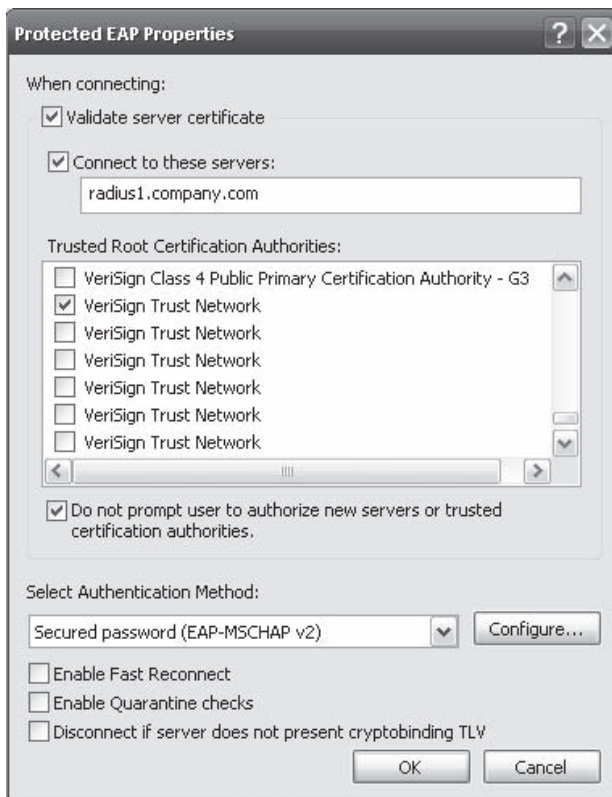 Protected EAP Properties
When connecting:
Validate server certificate
Connect to these servers:
radius1.company.com
Trusted Root Certification Authorities:
VeriSign Class 4 Public Primary Certification Authority - G3
VeriSign Trust Network
VeriSign Trust Network
VeriSign Trust Network
VeriSign Trust Network
VeriSign Trust Network
VeriSign Trust Network
Do not prompt user to authorize new servers or trusted
certification authorities.
Select Authentication Method:
Secured password (EAP-MSCHAP v2)
Configure...
Enable Fast Reconnect
Enable Quarantine checks
Disconnect if server does not present cryptobinding TLV
OK
Cancel